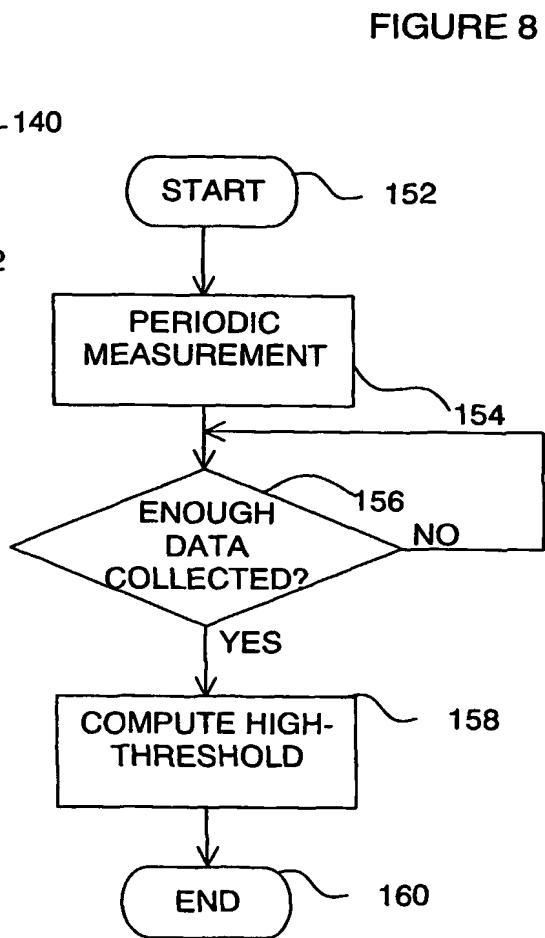 FIGURE 8
140
START
152
2
PERIODIC
MEASUREMENT
154
156
ENOUGH
DATA
COLLECTED?
NO
YES
COMPUTE HIGH-
THRESHOLD
158
END
160